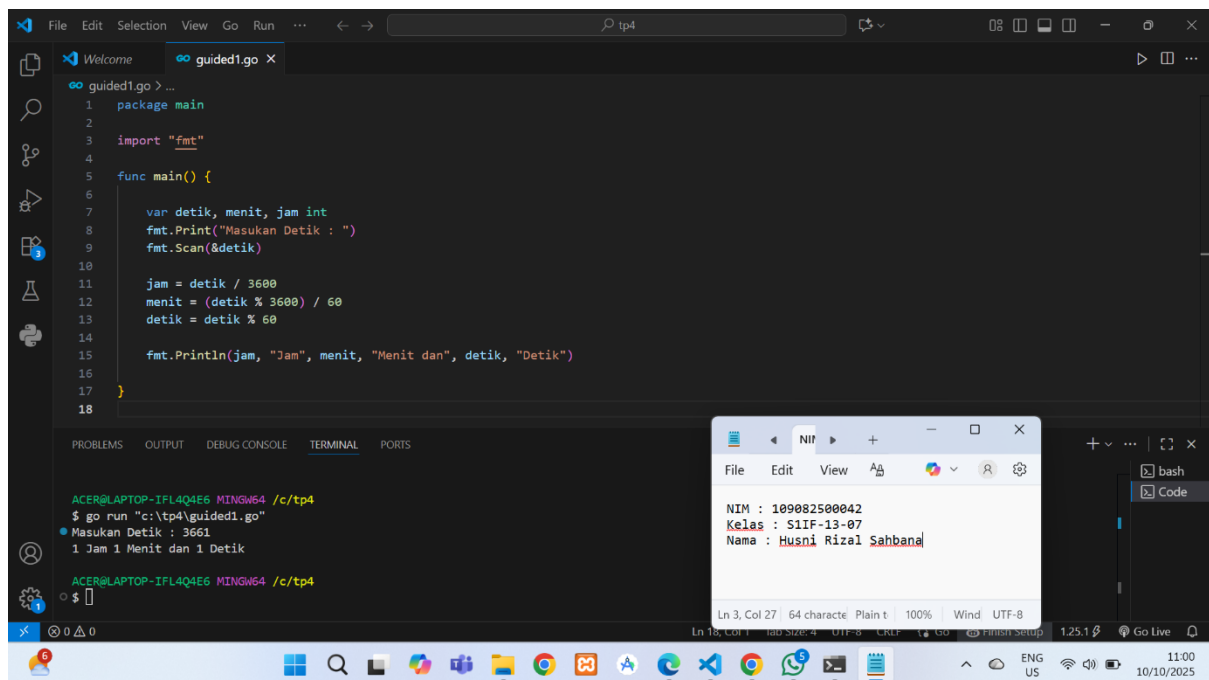 File Edit Selection View Go Run ··· tp4
Welcome guided1.go
guided1.go > ...
1 package main
2
3 import "fmt"
4
5 func main() {
6
7 var detik, menit, jam int
8 fmt.Print("Masukan Detik : ")
9 fmt.Scan(&detik)
10
11 jam = detik / 3600
12 menit = (detik % 3600) / 60
13 detik = detik % 60
14
15 fmt.Println(jam, "Jam", menit, "Menit dan", detik, "Detik")
16
17 }
18
3
PROBLEMS OUTPUT DEBUG CONSOLE TERMINAL PORTS
bash
Code
ACER@LAPTOP-IFL4Q4E6 MINGW64 /c/tp4
$ go run "c:\tp4\guided1.go"
Masukan Detik : 3661
1 Jam 1 Menit dan 1 Detik
ACER@LAPTOP-IFL4Q4E6 MINGW64 /c/tp4
$
NIM
File Edit View
NIM : 109082500042
Kelas : S1IF-13-07
Nama : Husni Rizal Sahbana
Ln 3, Col 27 64 characte Plain t 100% Wind UTF-8
1
0 0 Ln 18, Col 1 Tab Size: 4 UTF-8 CRLF Go Finish Setup 1.25.1 Go Live
6 5 ENG US 11:00 10/10/2025